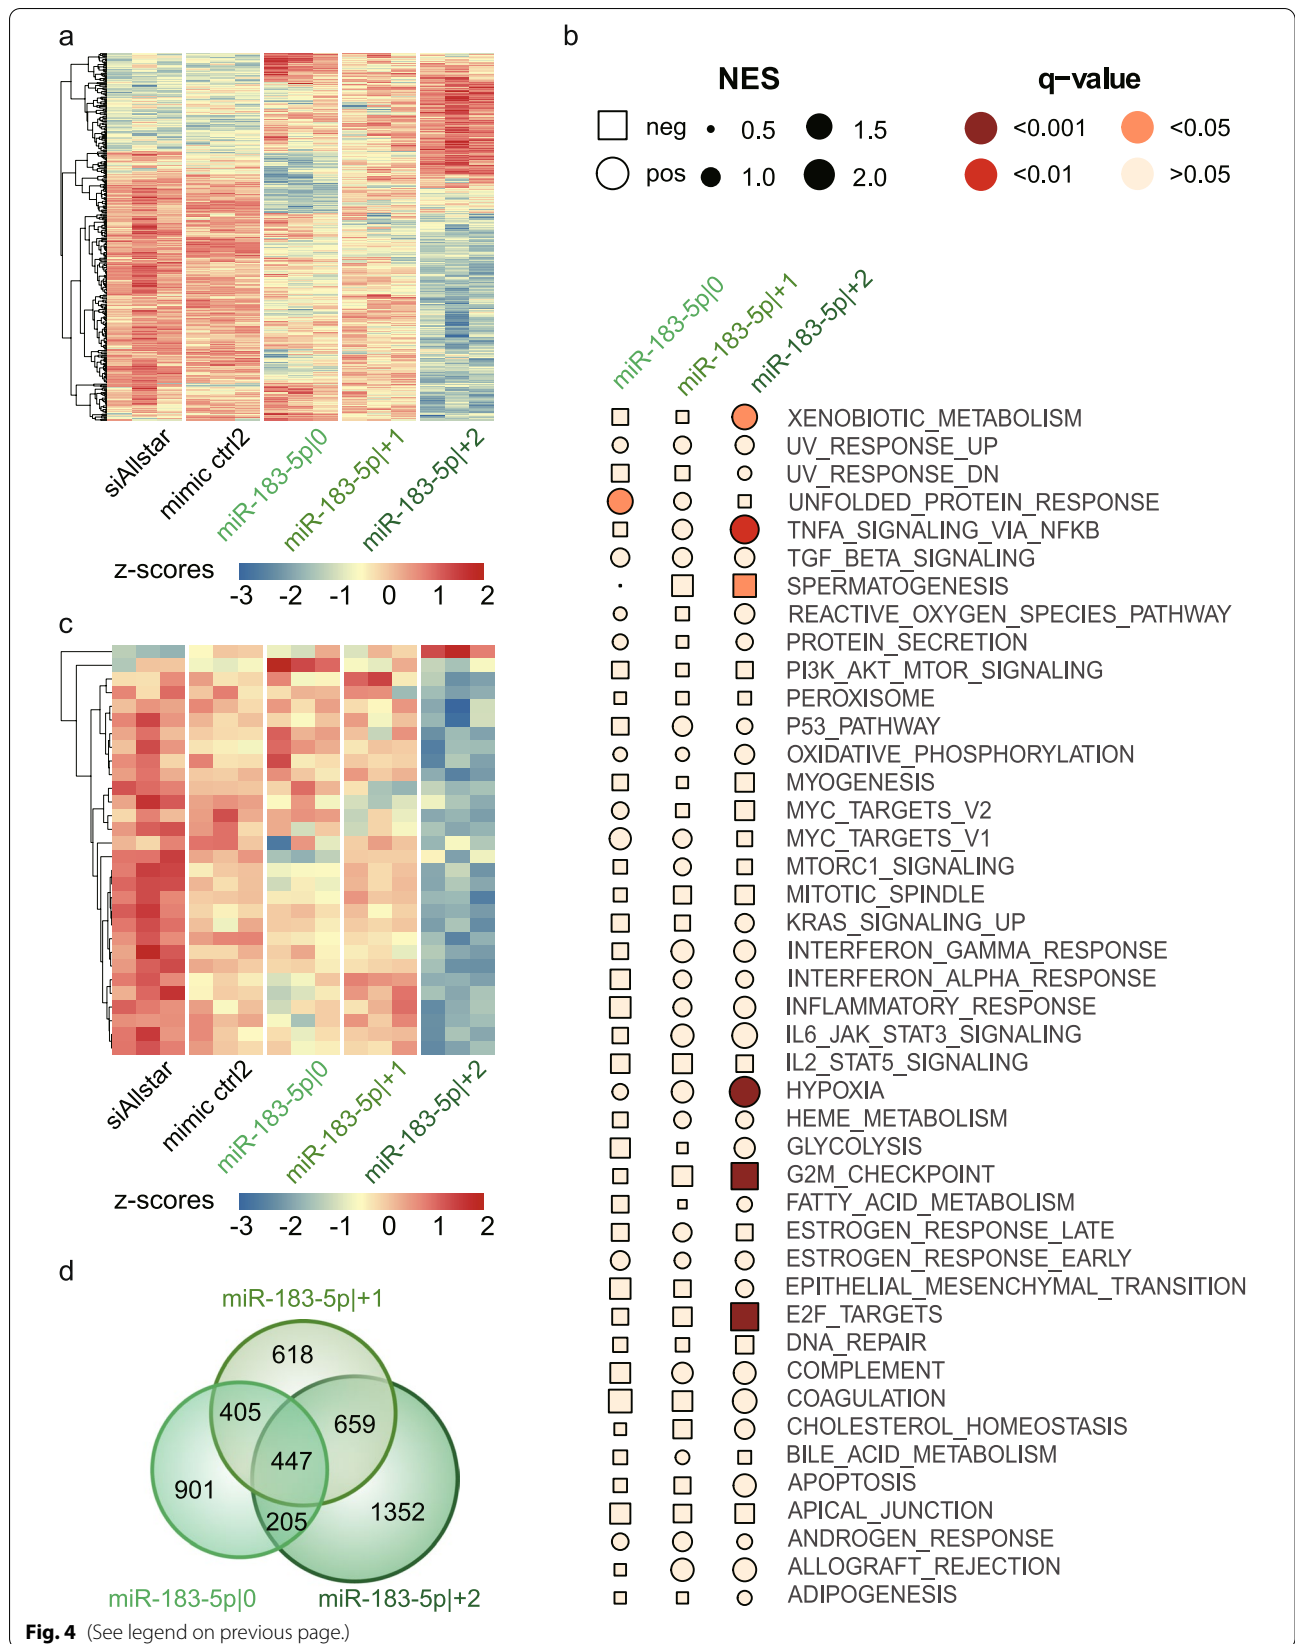 a
siAllstar
mimic ctrl2
miR-183-5p|0
miR-183-5p|+1
miR-183-5p|+2
z-scores
-3 -2 -1 0 1 2
b
NES
neg 0.5 1.5
pos 1.0 2.0
q-value
<0.001 <0.05
<0.01 >0.05
miR-183-5p|0
miR-183-5p|+1
miR-183-5p|+2
XENOBIOTIC_METABOLISM
UV_RESPONSE_UP
UV_RESPONSE_DN
UNFOLDED_PROTEIN_RESPONSE
TNFA_SIGNALING_VIA_NFKB
TGF_BETA_SIGNALING
SPERMATOGENESIS
REACTIVE_OXYGEN_SPECIES_PATHWAY
PROTEIN_SECRETION
PI3K_AKT_MTOR_SIGNALING
PEROXISOME
P53_PATHWAY
OXIDATIVE_PHOSPHORYLATION
MYOGENESIS
MYC_TARGETS_V2
MYC_TARGETS_V1
MTORC1_SIGNALING
MITOTIC_SPINDLE
KRAS_SIGNALING_UP
INTERFERON_GAMMA_RESPONSE
INTERFERON_ALPHA_RESPONSE
INFLAMMATORY_RESPONSE
IL6_JAK_STAT3_SIGNALING
IL2_STAT5_SIGNALING
HYPOXIA
HEME_METABOLISM
GLYCOLYSIS
G2M_CHECKPOINT
FATTY_ACID_METABOLISM
ESTROGEN_RESPONSE_LATE
ESTROGEN_RESPONSE_EARLY
EPITHELIAL_MESENCHYMAL_TRANSITION
E2F_TARGETS
DNA_REPAIR
COMPLEMENT
COAGULATION
CHOLESTEROL_HOMEOSTASIS
BILE_ACID_METABOLISM
APOPTOSIS
APICAL_JUNCTION
ANDROGEN_RESPONSE
ALLOGRAFT_REJECTION
ADIPOGENESIS
c
siAllstar
mimic ctrl2
miR-183-5p|0
miR-183-5p|+1
miR-183-5p|+2
z-scores
-3 -2 -1 0 1 2
d
miR-183-5p|+1
618
405
659
447
901
205
1352
miR-183-5p|0
miR-183-5p|+2
Fig. 4 (See legend on previous page.)